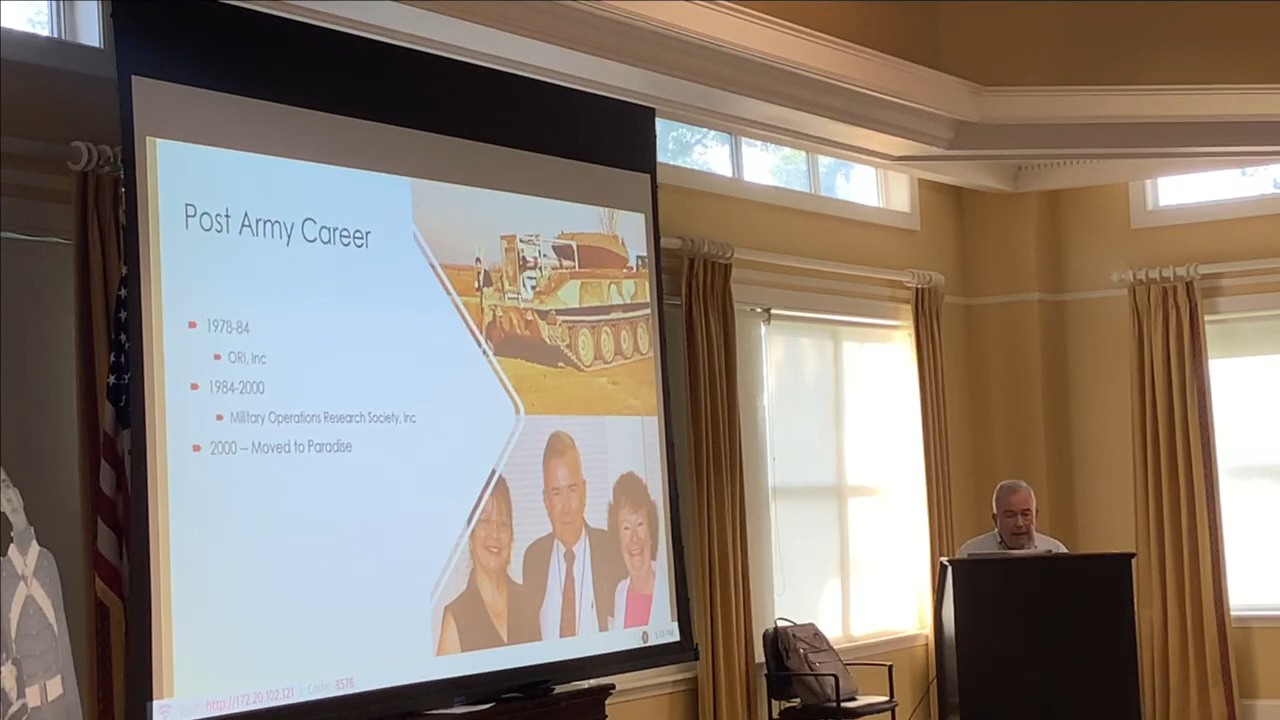 Post Army Career
1978-84
ORI, Inc
1984-2000
Military Operations Research Society, Inc
2000 – Moved to Paradise
http://172.20.102.121 | Code: 8576